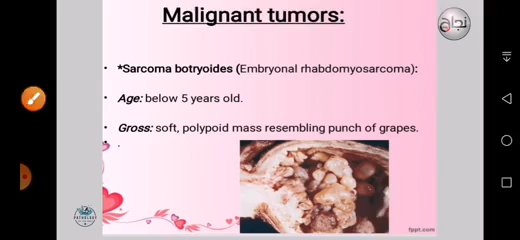 Malignant tumors:
نجاح
• *Sarcoma botryoides (Embryonal rhabdomyosarcoma):
• Age: below 5 years old.
• Gross: soft, polypoid mass resembling punch of grapes.
• .
PATHOLOGY
fppt.com